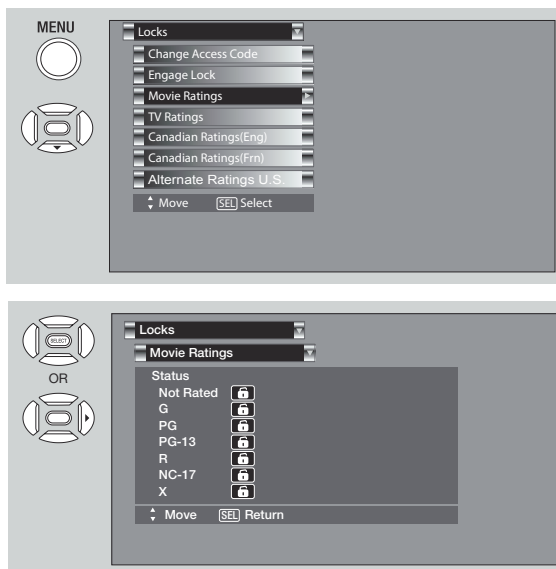 MENU
Locks
Change Access Code
Engage Lock
Movie Ratings
TV Ratings
Canadian Ratings(Eng)
Canadian Ratings(Frn)
Alternate Ratings U.S.
Move SEL Select
SELECT
OR
Locks
Movie Ratings
Status
Not Rated
G
PG
PG-13
R
NC-17
X
Move SEL Return